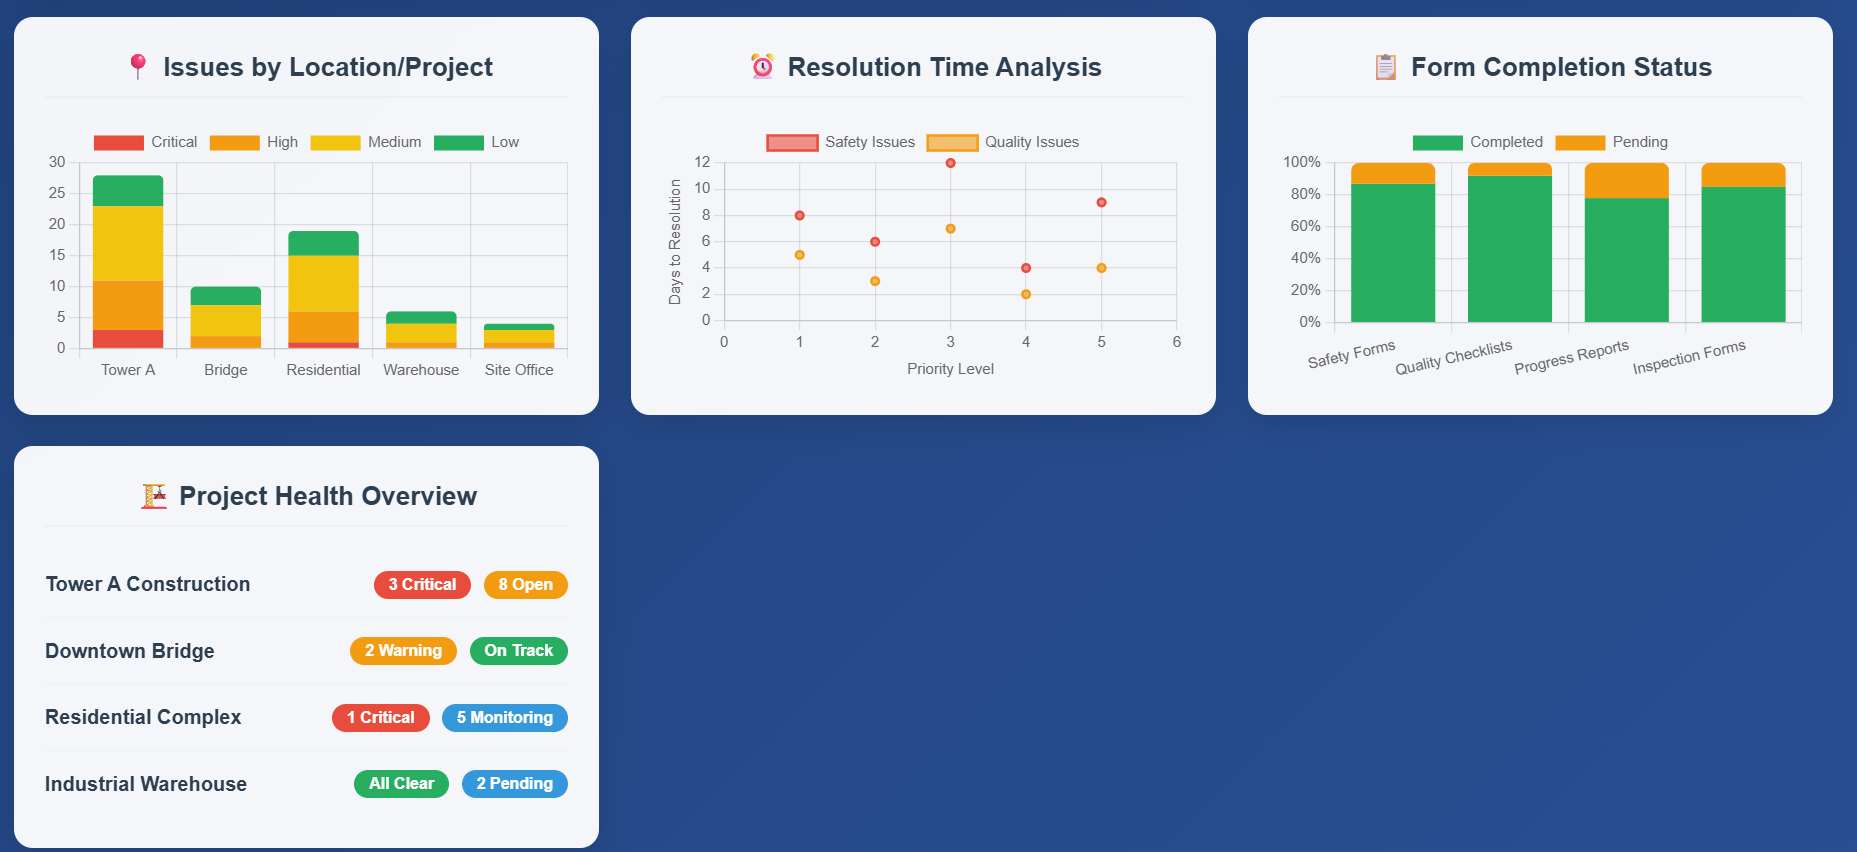 Issues by Location/Project
Critical High Medium Low
30
25
20
15
10
5
0
Tower A Bridge Residential Warehouse Site Office
Resolution Time Analysis
Safety Issues Quality Issues
Days to Resolution
12
10
8
6
4
2
0
0 1 2 3 4 5 6
Priority Level
Form Completion Status
Completed Pending
100%
80%
60%
40%
20%
0%
Safety Forms Quality Checklists Progress Reports Inspection Forms
Project Health Overview
Tower A Construction 3 Critical 8 Open
Downtown Bridge 2 Warning On Track
Residential Complex 1 Critical 5 Monitoring
Industrial Warehouse All Clear 2 Pending